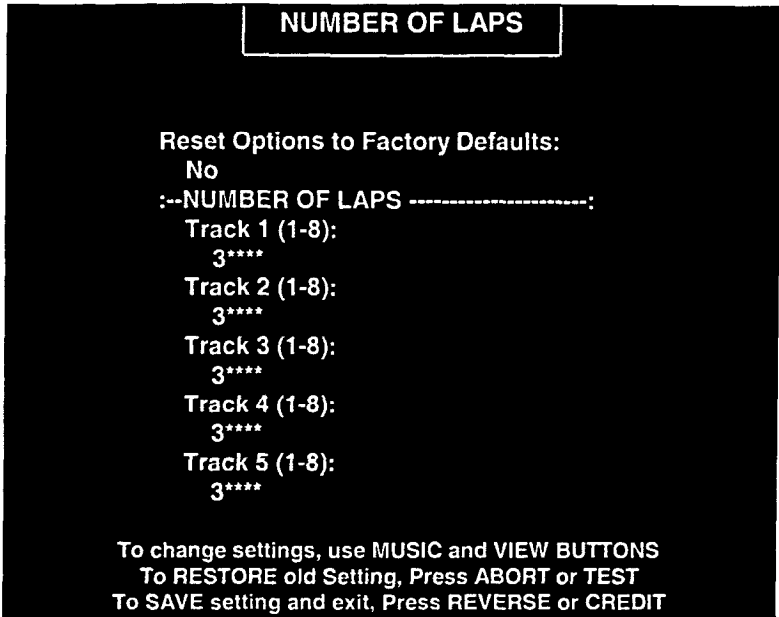 NUMBER OF LAPS
Reset Options to Factory Defaults:
No
:--NUMBER OF LAPS ----------------------:
Track 1 (1-8):
3****
Track 2 (1-8):
3****
Track 3 (1-8):
3****
Track 4 (1-8):
3****
Track 5 (1-8):
3****
To change settings, use MUSIC and VIEW BUTTONS
To RESTORE old Setting, Press ABORT or TEST
To SAVE setting and exit, Press REVERSE or CREDIT